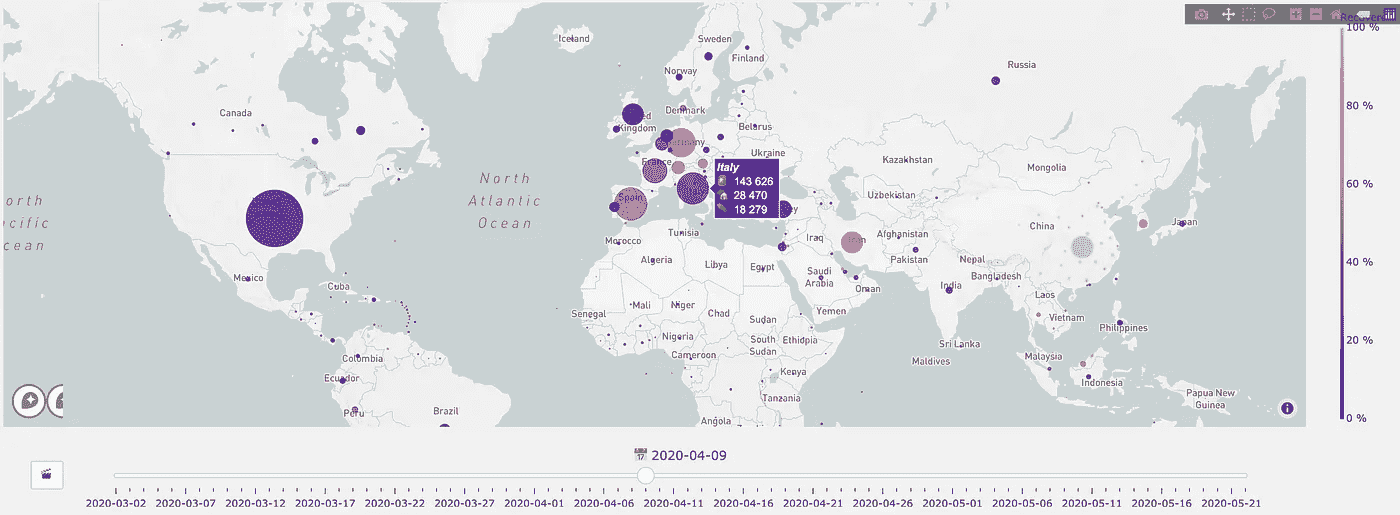 Recovered
100 %
Iceland
Sweden
Finland
Norway
Russia
80 %
Canada
Denmark
Kingdom
Belarus
Ukraine
France
Kazakhstan
Mongolia
60 %
Italy
143 626
28 470
18 279
North
Atlantic
Ocean
Spain
Uzbekistan
China
Japan
Tunisia
Morocco
Iraq
Iran
Afghanistan
Algeria
Libya
Egypt
Pakistan
Nepal
40 %
Mexico
Cuba
Saudi
Arabia
Oman
India
Bangladesh
Laos
Mali
Niger
Chad
Sudan
Yemen
Senegal
Vietnam
Philippines
Nigeria
South
Sudan
Ethiopia
Sri Lanka
20 %
Colombia
Cameroon
Maldives
Malaysia
Ecuador
Kenya
Indonesia
Peru
Brazil
Tanzania
Papua New
Guinea
Angola
0 %
17 2020-04-09
2020-03-02 2020-03-07 2020-03-12 2020-03-17 2020-03-22 2020-03-27 2020-04-01 2020-04-06 2020-04-11 2020-04-16 2020-04-21 2020-04-26 2020-05-01 2020-05-06 2020-05-11 2020-05-16 2020-05-21